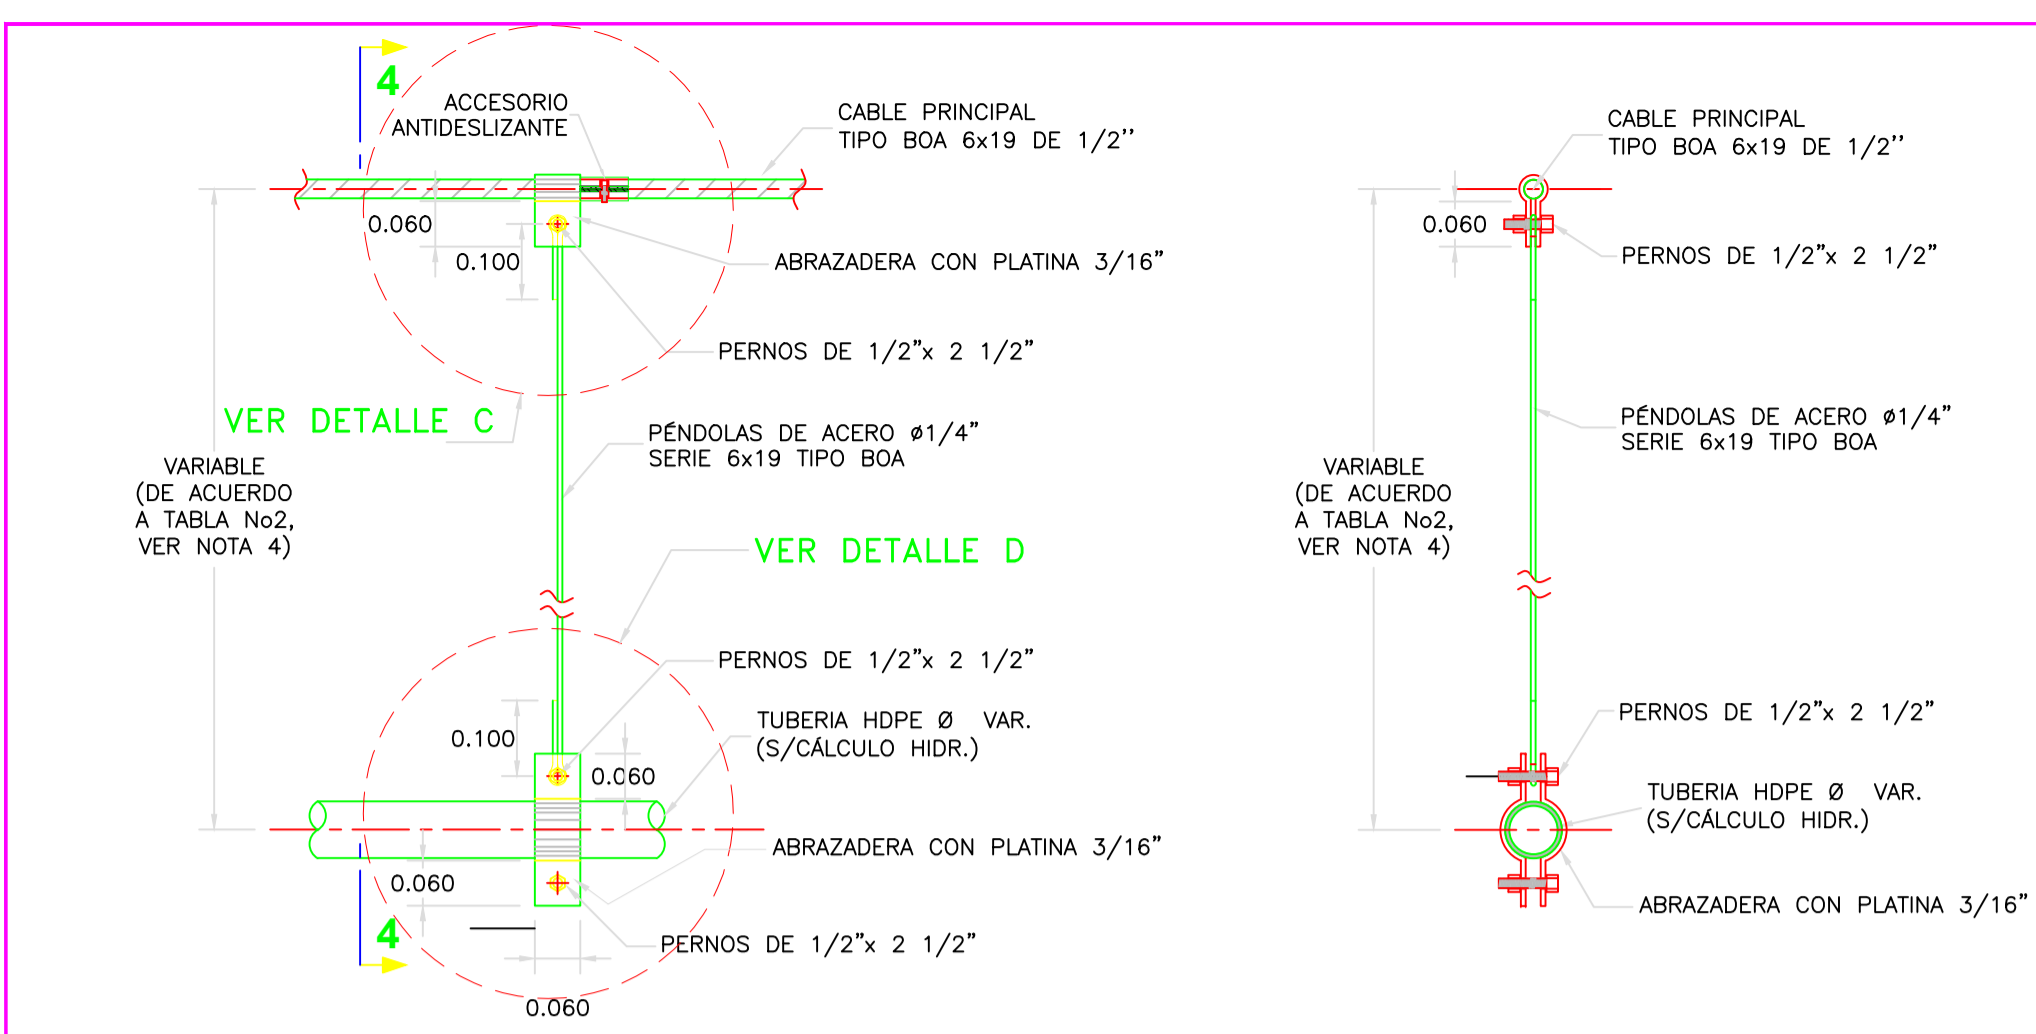 4
ACCESORIO
ANTIDESLIZANTE
CABLE PRINCIPAL
TIPO BOA 6x19 DE 1/2''
0.060
0.100
ABRAZADERA CON PLATINA 3/16"
PERNOS DE 1/2"x 2 1/2"
VER DETALLE C
PÉNDOLAS DE ACERO ø1/4"
SERIE 6x19 TIPO BOA
VARIABLE
(DE ACUERDO
A TABLA No2,
VER NOTA 4)
VER DETALLE D
PERNOS DE 1/2"x 2 1/2"
TUBERIA HDPE Ø VAR.
(S/CÁLCULO HIDR.)
0.100
0.060
ABRAZADERA CON PLATINA 3/16"
0.060
4
PERNOS DE 1/2"x 2 1/2"
0.060
CABLE PRINCIPAL
TIPO BOA 6x19 DE 1/2''
0.060
PERNOS DE 1/2"x 2 1/2"
PÉNDOLAS DE ACERO ø1/4"
SERIE 6x19 TIPO BOA
VARIABLE
(DE ACUERDO
A TABLA No2,
VER NOTA 4)
PERNOS DE 1/2"x 2 1/2"
TUBERIA HDPE Ø VAR.
(S/CÁLCULO HIDR.)
ABRAZADERA CON PLATINA 3/16"